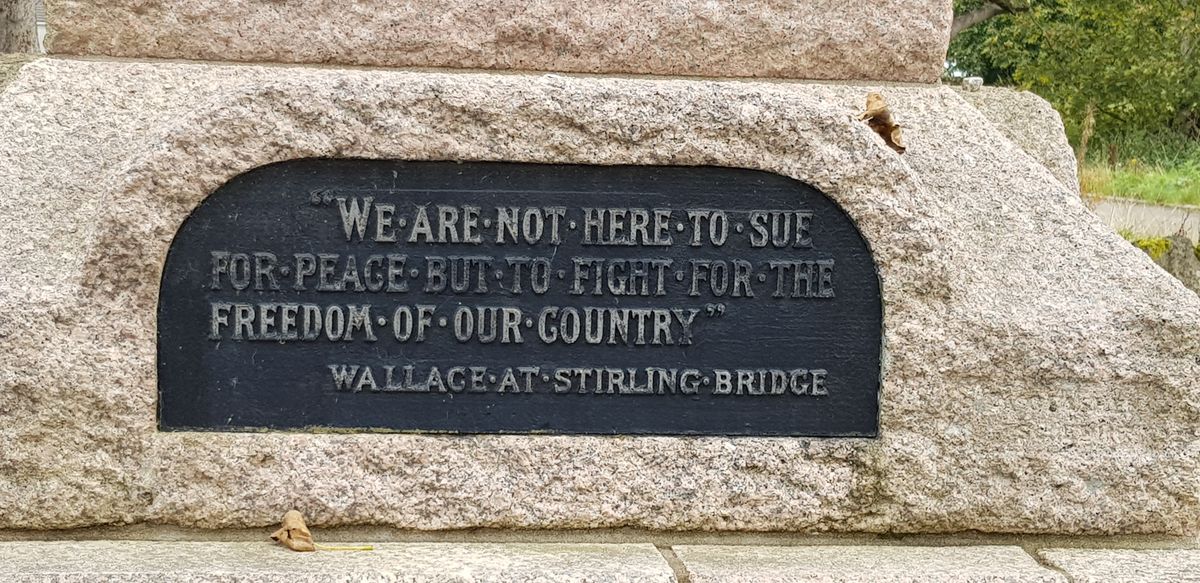 “WE·ARE·NOT·HERE·TO·SUE
FOR·PEACE·BUT·TO·FIGHT·FOR·THE
FREEDOM·OF·OUR·COUNTRY”
WALLACE·AT·STIRLING·BRIDGE